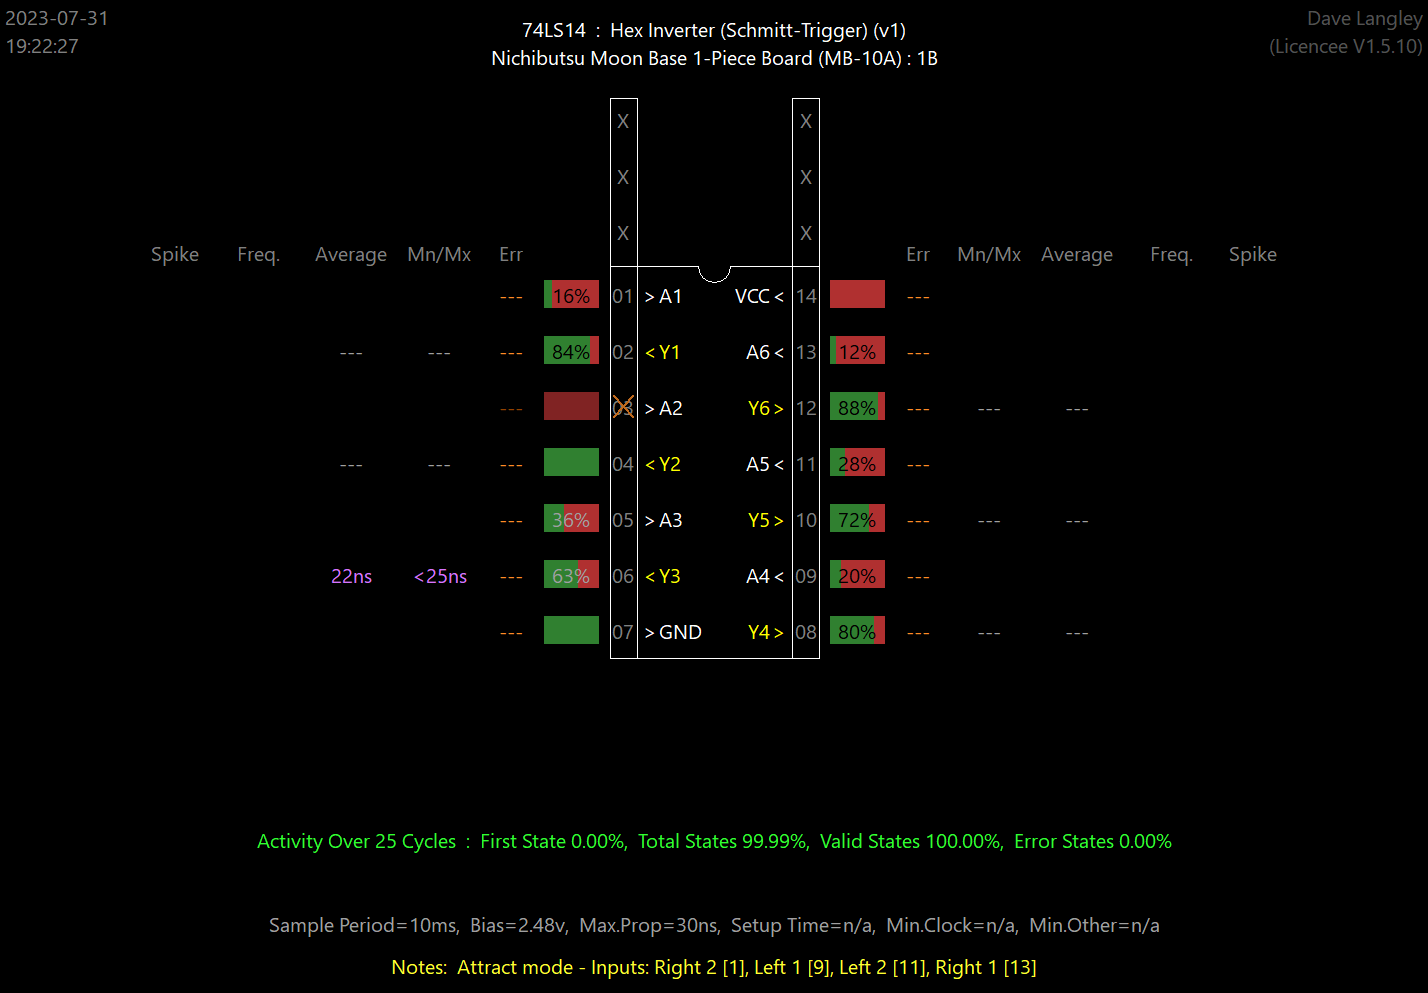 2023-07-31
19:22:27
74LS14 : Hex Inverter (Schmitt-Trigger) (v1)
Nichibutsu Moon Base 1-Piece Board (MB-10A) : 1B
Dave Langley
(Licencee V1.5.10)
X X
X X
X X
Spike Freq. Average Mn/Mx Err Err Mn/Mx Average Freq. Spike
--- 16% 01 > A1 VCC < 14 ---
--- --- --- 84% 02 < Y1 A6 < 13 12% ---
--- 03 > A2 Y6 > 12 88% --- --- ---
--- --- --- 04 < Y2 A5 < 11 28% ---
--- 36% 05 > A3 Y5 > 10 72% --- --- ---
22ns <25ns --- 63% 06 < Y3 A4 < 09 20% ---
--- 07 > GND Y4 > 08 80% --- --- ---
Activity Over 25 Cycles : First State 0.00%, Total States 99.99%, Valid States 100.00%, Error States 0.00%
Sample Period=10ms, Bias=2.48v, Max.Prop=30ns, Setup Time=n/a, Min.Clock=n/a, Min.Other=n/a
Notes: Attract mode - Inputs: Right 2 [1], Left 1 [9], Left 2 [11], Right 1 [13]